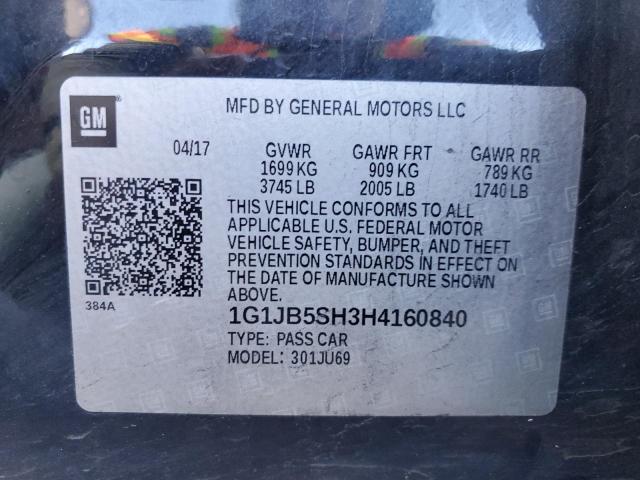 GM
MFD BY GENERAL MOTORS LLC
04/17 GVWR GAWR FRT GAWR RR
1699 KG 909 KG 789 KG
3745 LB 2005 LB 1740 LB
THIS VEHICLE CONFORMS TO ALL
APPLICABLE U.S. FEDERAL MOTOR
VEHICLE SAFETY, BUMPER, AND THEFT
PREVENTION STANDARDS IN EFFECT ON
THE DATE OF MANUFACTURE SHOWN ABOVE.
384A
1G1JB5SH3H4160840
TYPE: PASS CAR
MODEL: 301JU69